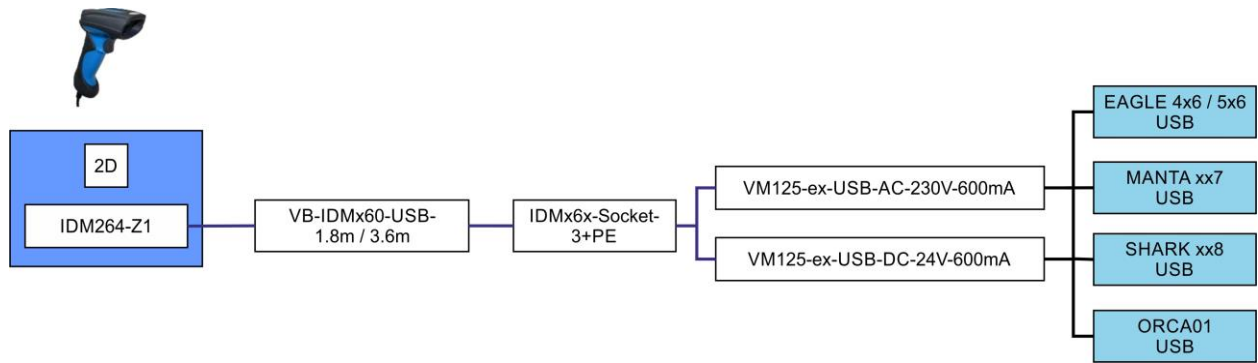 2D
IDM264-Z1
VB-IDMx60-USB-
1.8m / 3.6m
IDMx6x-Socket-
3+PE
VM125-ex-USB-AC-230V-600mA
VM125-ex-USB-DC-24V-600mA
EAGLE 4x6 / 5x6
USB
MANTA xx7
USB
SHARK xx8
USB
ORCA01
USB